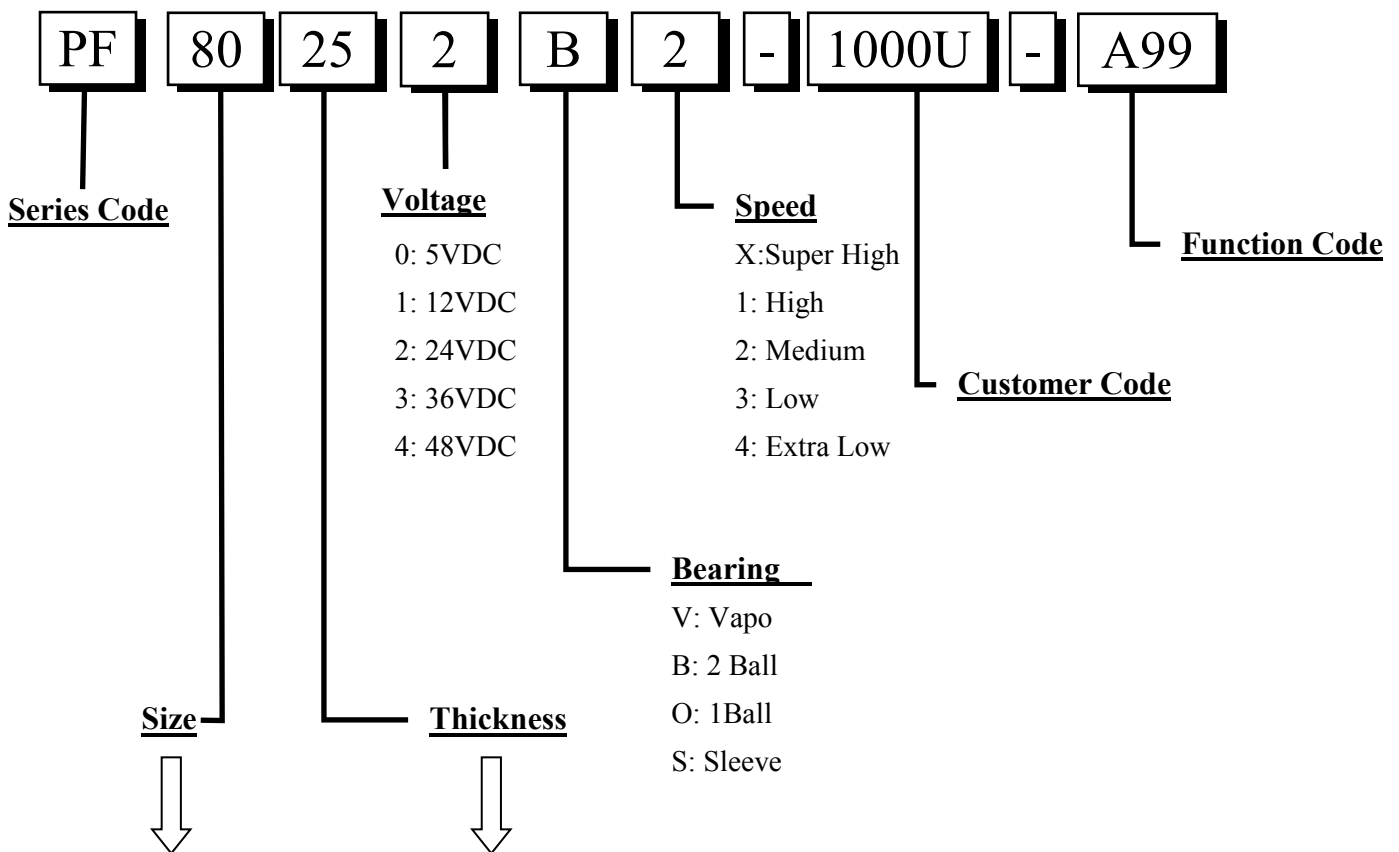 PF 80 25 2 B 2 - 1000U - A99
Series Code
Voltage
0: 5VDC
1: 12VDC
2: 24VDC
3: 36VDC
4: 48VDC
Speed
X:Super High
1: High
2: Medium
3: Low
4: Extra Low
Function Code
Customer Code
Bearing
V: Vapo
B: 2 Ball
O: 1Ball
S: Sleeve
Size
Thickness